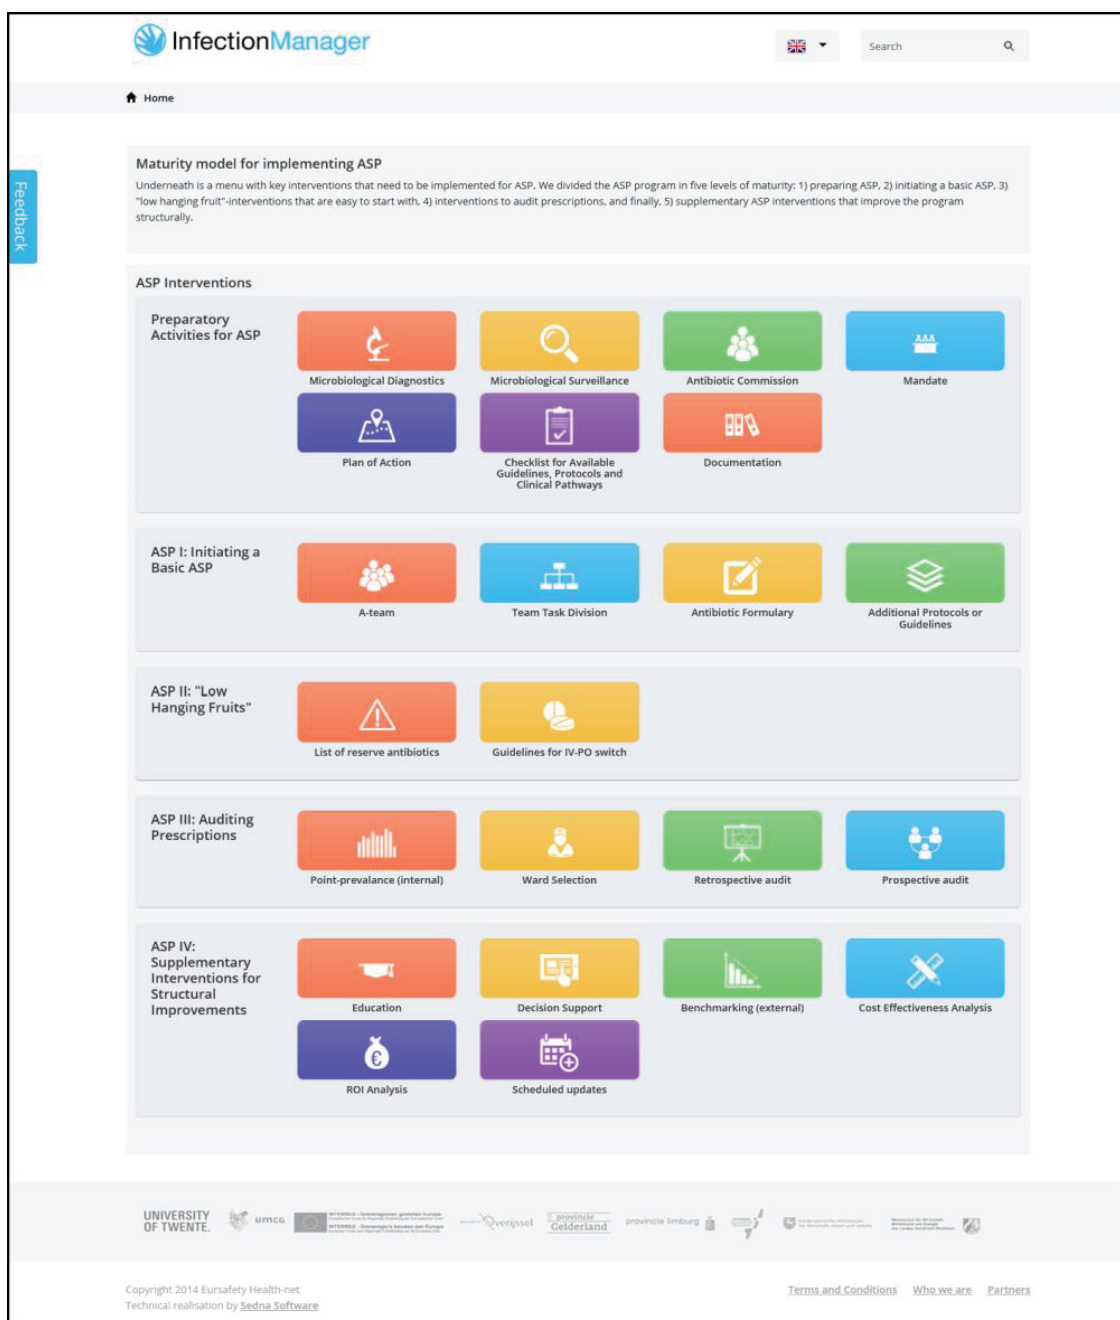 InfectionManager
Search
Home
Feedback
Maturity model for implementing ASP
Underneath is a menu with key interventions that need to be implemented for ASP. We divided the ASP program in five levels of maturity: 1) preparing ASP, 2) initiating a basic ASP, 3)
"low hanging fruit"-interventions that are easy to start with, 4) interventions to audit prescriptions, and finally, 5) supplementary ASP interventions that improve the program
structurally.
ASP Interventions
Preparatory
Activities for ASP
Microbiological Diagnostics
Microbiological Surveillance
Antibiotic Commission
Mandate
Plan of Action
Checklist for Available
Guidelines, Protocols and
Clinical Pathways
Documentation
ASP I: Initiating a
Basic ASP
A-team
Team Task Division
Antibiotic Formulary
Additional Protocols or
Guidelines
ASP II: "Low
Hanging Fruits"
List of reserve antibiotics
Guidelines for IV-PO switch
ASP III: Auditing
Prescriptions
Point-prevalance (internal)
Ward Selection
Retrospective audit
Prospective audit
ASP IV:
Supplementary
Interventions for
Structural
Improvements
Education
Decision Support
Benchmarking (external)
Cost Effectiveness Analysis
€
ROI Analysis
Scheduled updates
UNIVERSITY
OF TWENTE.
umcg
Overijssel
provincie
Gelderland
provincie limburg
Copyright 2014 Eursafety Health-net
Technical realisation by Sedna Software
Terms and Conditions Who we are Partners